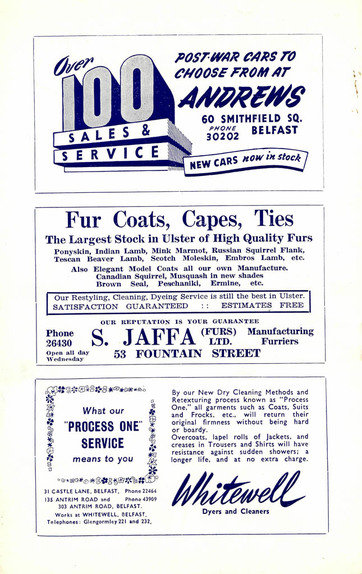 Over
100
SALES &
SERVICE
POST-WAR CARS TO
CHOOSE FROM AT
ANDREWS
60 SMITHFIELD SQ.
PHONE
30202 BELFAST
NEW CARS now in stock
Fur Coats, Capes, Ties
The Largest Stock in Ulster of High Quality Furs
Ponyskin, Indian Lamb, Mink Marmot, Russian Squirrel Flank,
Tescan Beaver Lamb, Scotch Moleskin, Embros Lamb, etc.
Also Elegant Model Coats all our own Manufacture.
Canadian Squirrel, Musquash in new shades
Brown Seal, Peschaniki, Ermine, etc.
Our Restyling, Cleaning, Dyeing Service is still the best in Ulster.
SATISFACTION GUARANTEED :: ESTIMATES FREE
OUR REPUTATION IS YOUR GUARANTEE
Phone
26430
Open all day
Wednesday
S. JAFFA (FURS) LTD.
Manufacturing
Furriers
53 FOUNTAIN STREET
What our
"PROCESS ONE"
SERVICE
means to you
31 CASTLE LANE, BELFAST, Phone 22464
135 ANTRIM ROAD and Phone 43909
303 ANTRIM ROAD, BELFAST.
Works at WHITEWELL, BELFAST,
Telephones: Glengormley 221 and 232,
By our New Dry Cleaning Methods and
Retexturing process known as "Process
One," all garments such as Coats, Suits
and Frocks, etc., will return their
original firmness without being hard
or boardy.
Overcoats, lapel rolls of Jackets, and
creases in Trousers and Shirts will have
resistance against sudden showers; a
longer life, and at no extra charge.
Whitewell
Dyers and Cleaners